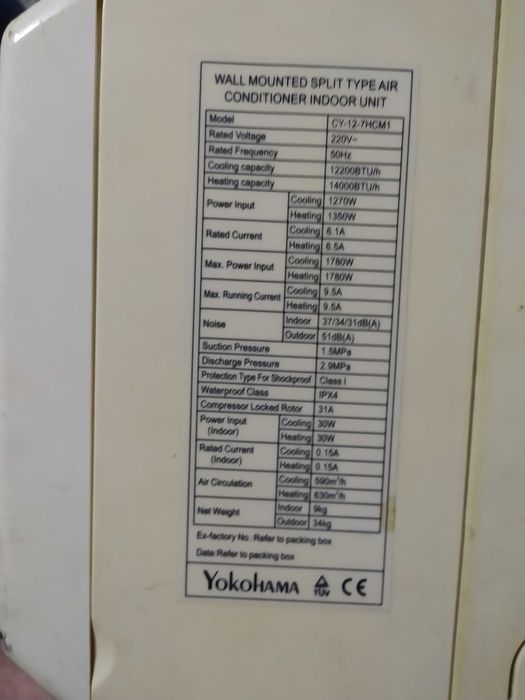 WALL MOUNTED SPLIT TYPE AIR
CONDITIONER INDOOR UNIT
Model CY-12-7HCM1
Rated Voltage 220V~
Rated Frequency 50Hz
Cooling capacity 12200BTU/h
Heating capacity 14000BTU/h
Power Input Cooling 1270W
Heating 1350W
Rated Current Cooling 6.1A
Heating 6.5A
Max. Power Input Cooling 1780W
Heating 1780W
Max. Running Current Cooling 9.5A
Heating 9.5A
Noise Indoor 37/34/31dB(A)
Outdoor 51dB(A)
Suction Pressure 1.5MPa
Discharge Pressure 2.9MPa
Protection Type For Shockproof Class I
Waterproof Class IPX4
Compressor Locked Rotor 31A
Power Input (Indoor) Cooling 30W
Heating 30W
Rated Current (Indoor) Cooling 0.15A
Heating 0.15A
Air Circulation Cooling 590m³/h
Heating 630m³/h
Net Weight Indoor 9kg
Outdoor 34kg
Ex-factory No.:Refer to packing box
Date:Refer to packing box
YOKOHAMA TÜV CE